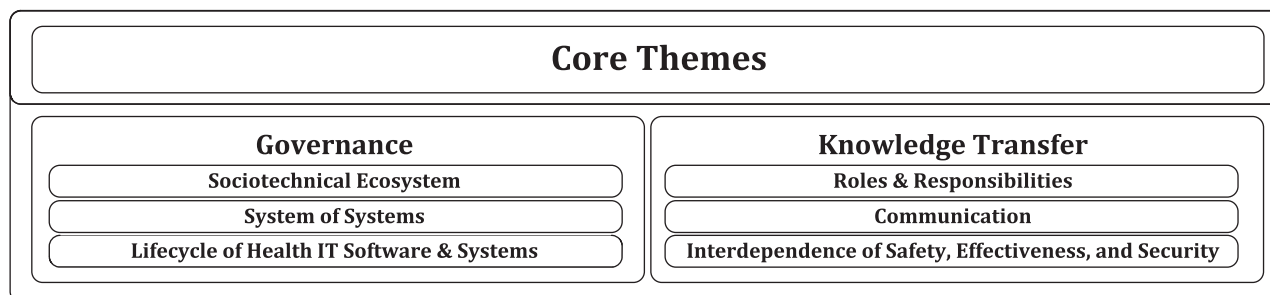 Core Themes
Governance
Sociotechnical Ecosystem
System of Systems
Lifecycle of Health IT Software & Systems
Knowledge Transfer
Roles & Responsibilities
Communication
Interdependence of Safety, Effectiveness, and Security